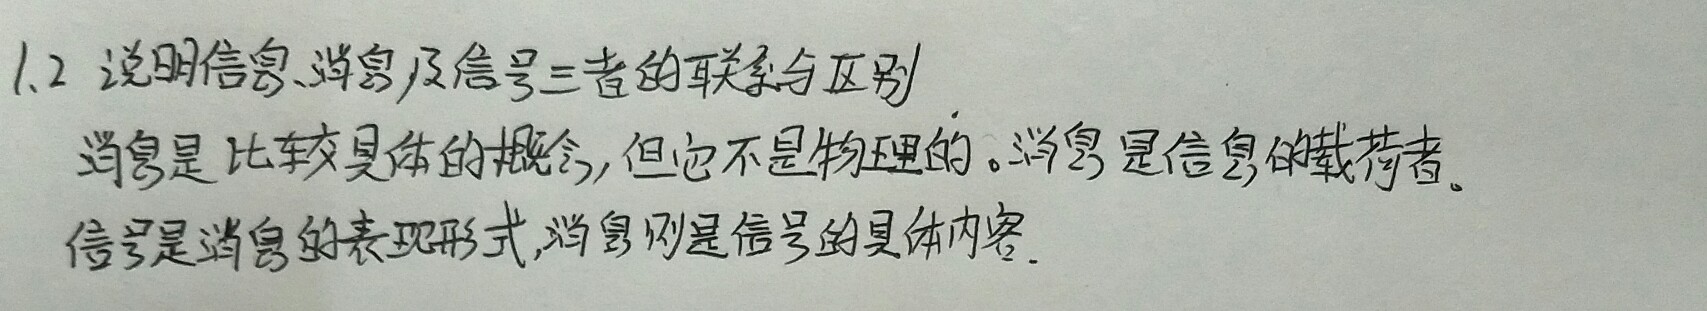 1.2 说明信息、消息及信号三者的联系与区别
消息是比较具体的概念,但它不是物理的。消息是信息的载荷者。
信号是消息的表现形式,消息则是信号的具体内容.